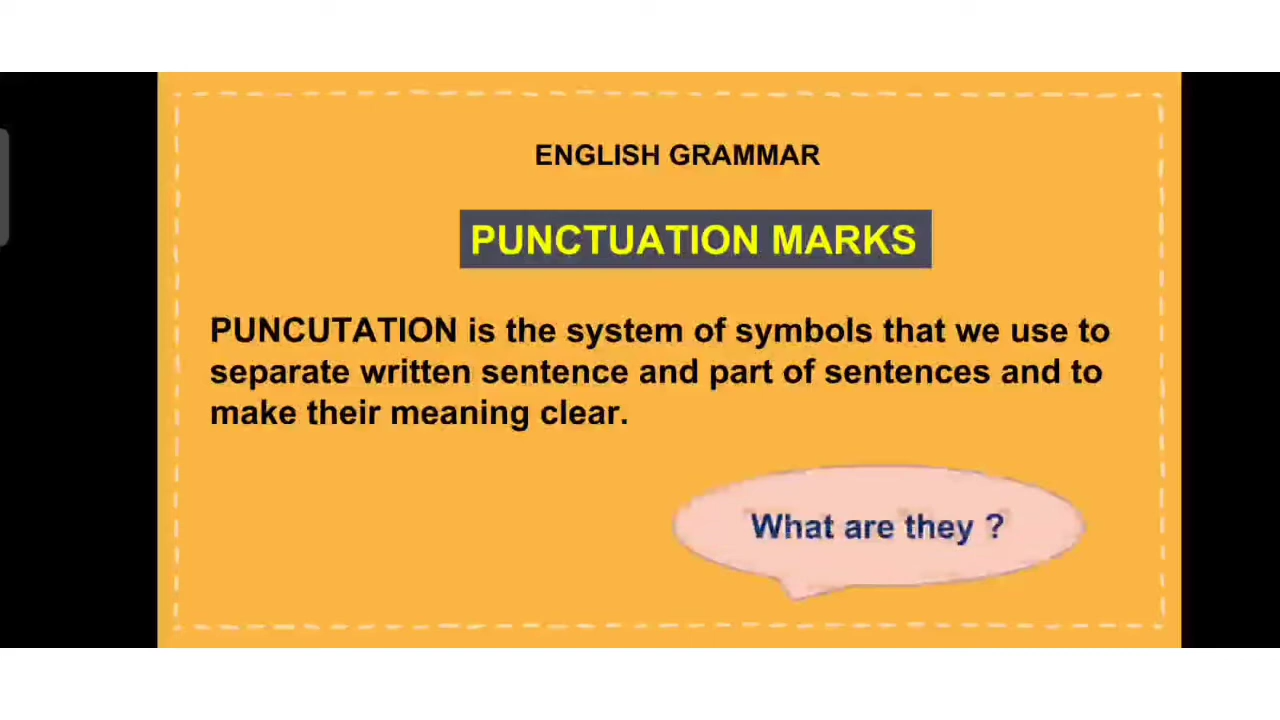 ENGLISH GRAMMAR
PUNCTUATION MARKS
PUNCUTATION is the system of symbols that we use to
separate written sentence and part of sentences and to
make their meaning clear.
What are they ?